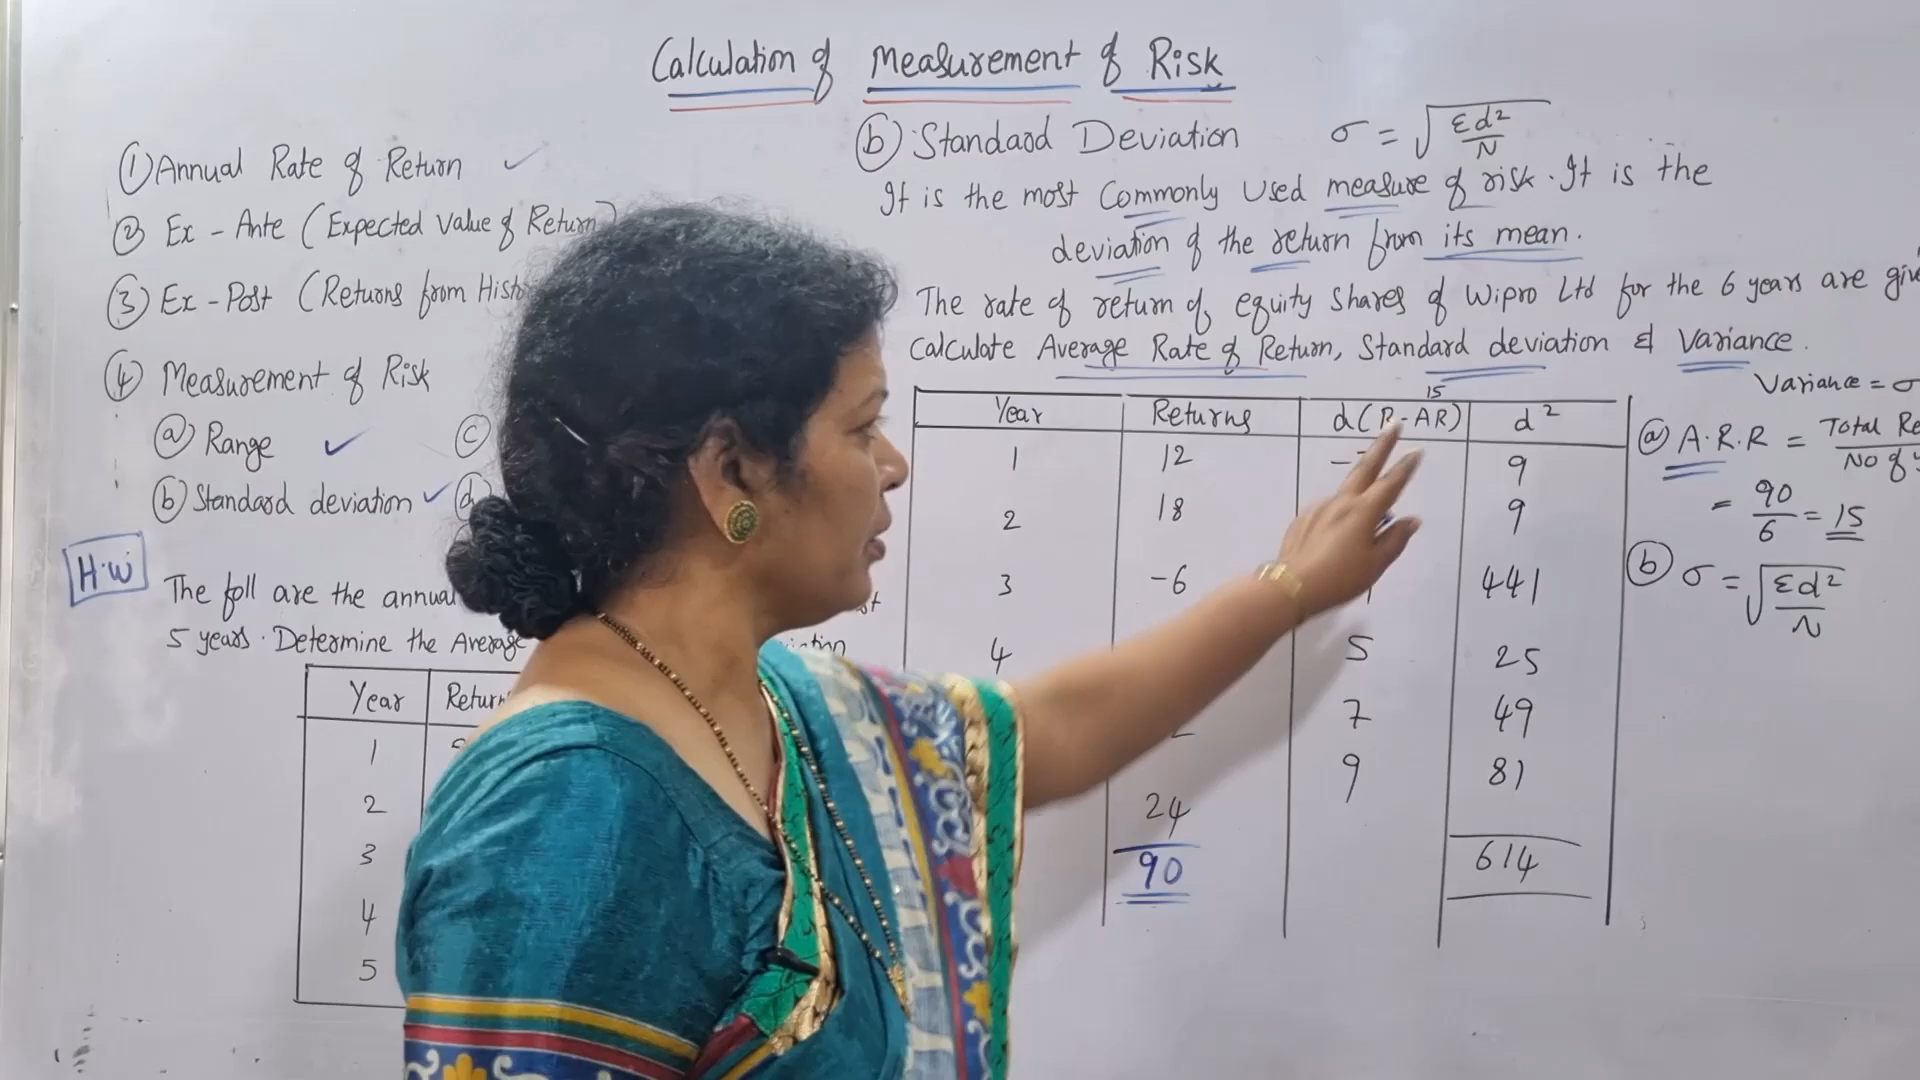 Calculation of Measurement of Risk
① Annual Rate of Return ✓
② Ex - Ante (Expected Value of Return)
③ Ex - Post (Returns from
④ Measurement of Risk
ⓐ Range ✓ ⓒ
ⓑ Standard deviation ✓ ⓓ
H.W
The foll are the annual
5 years. Determine the Average
Year Return
1
2
3
4
5
ⓑ Standard Deviation σ = √Σd²/N
It is the most Commonly Used measure of risk. It is the
deviation of the return from its mean.
The rate of return of equity shares of Wipro Ltd for the 6 years are
Calculate Average Rate of Return, Standard deviation & Variance.
15
Year Returns d(R-AR) d²
1 12 9
2 18 9
3 -6 441
4 5 25
7 49
9 81
24
90 614
Variance = σ
ⓐ A.R.R = Total / No of
= 90/6 = 15
ⓑ σ = √Σd²/N